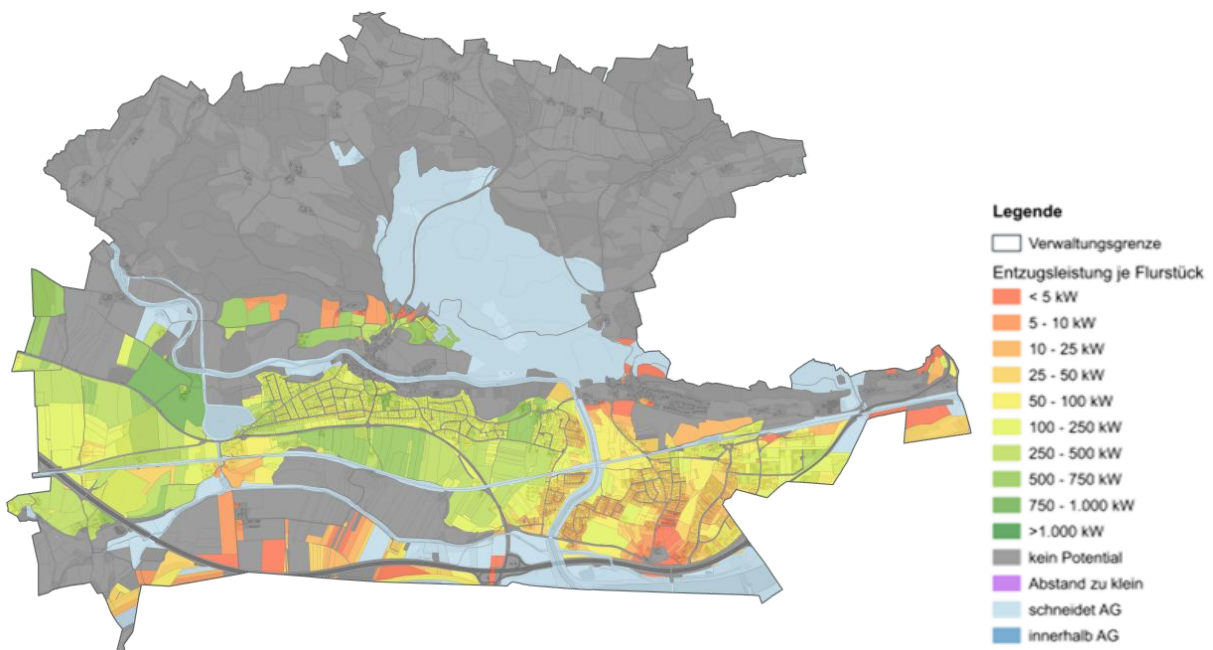 Legende
Verwaltungsgrenze
Entzugsleistung je Flurstück
< 5 kW
5 - 10 kW
10 - 25 kW
25 - 50 kW
50 - 100 kW
100 - 250 kW
250 - 500 kW
500 - 750 kW
750 - 1.000 kW
>1.000 kW
kein Potential
Abstand zu klein
schneidet AG
innerhalb AG